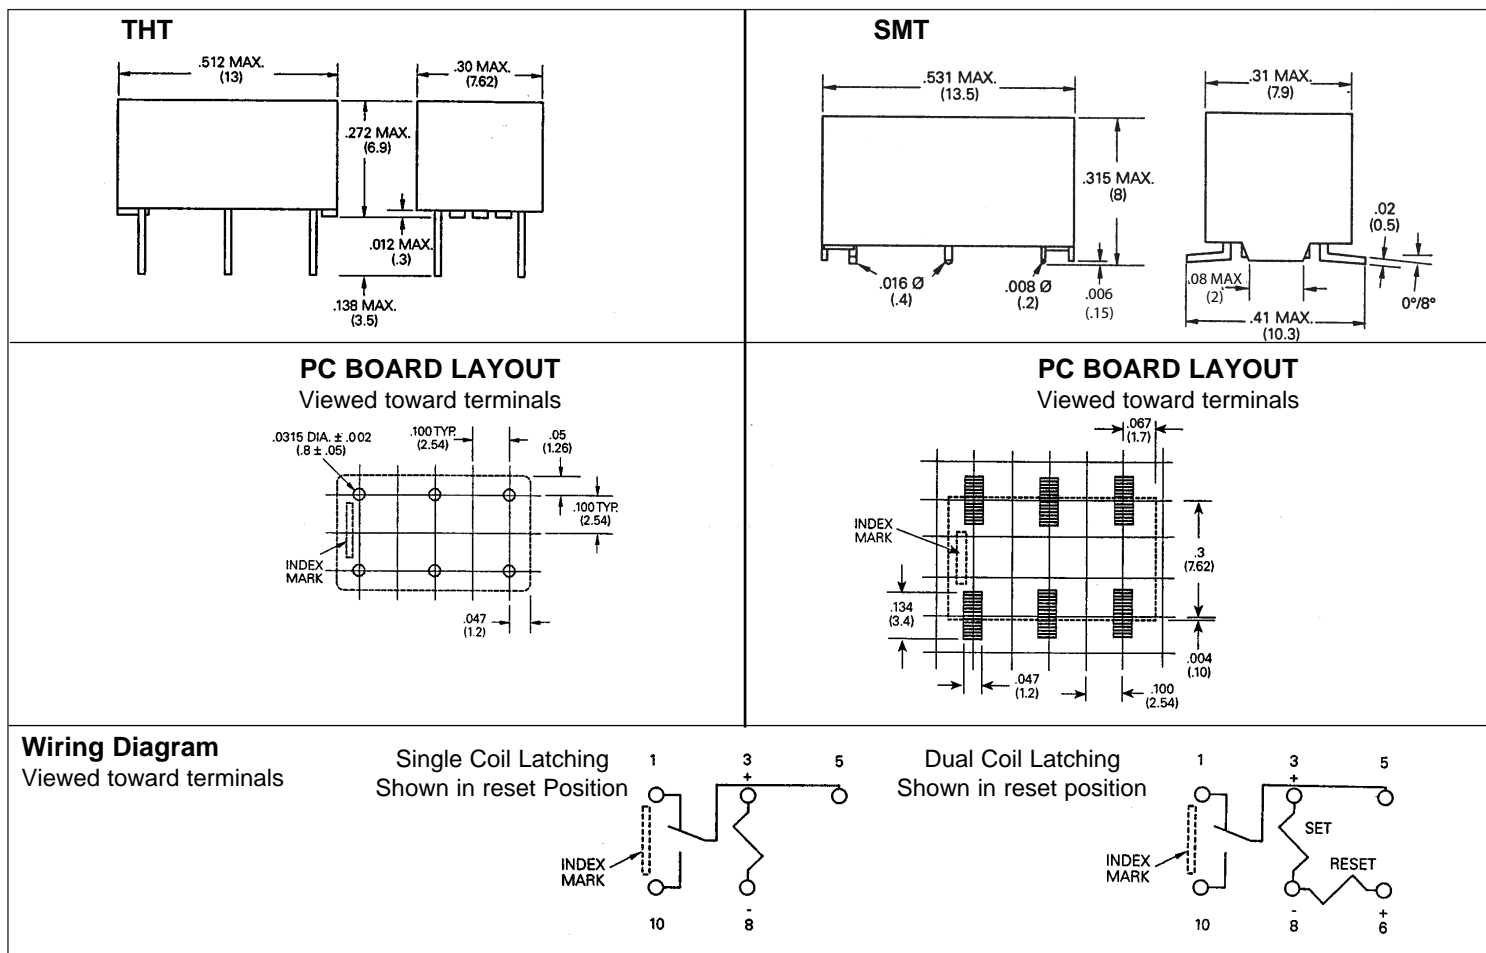 THT
.512 MAX.
(13)
.30 MAX.
(7.62)
.272 MAX.
(6.9)
.012 MAX.
(.3)
.138 MAX.
(3.5)
SMT
.531 MAX.
(13.5)
.31 MAX.
(7.9)
.315 MAX.
(8)
.02
(0.5)
.016 Ø
(.4)
.008 Ø
(.2)
.006
(.15)
.08 MAX.
(2)
0°/8°
.41 MAX.
(10.3)
PC BOARD LAYOUT
Viewed toward terminals
.0315 DIA. ± .002
(.8 ± .05)
.100 TYP.
(2.54)
.05
(1.26)
.100 TYP.
(2.54)
INDEX
MARK
.047
(1.2)
PC BOARD LAYOUT
Viewed toward terminals
.067
(1.7)
INDEX
MARK
.3
(7.62)
.134
(3.4)
.004
(.10)
.047
(1.2)
.100
(2.54)
Wiring Diagram
Viewed toward terminals
Single Coil Latching
Shown in reset Position
1
3
+
5
INDEX
MARK
10
-
8
Dual Coil Latching
Shown in reset position
1
3
+
5
SET
RESET
INDEX
MARK
10
-
8
+
6